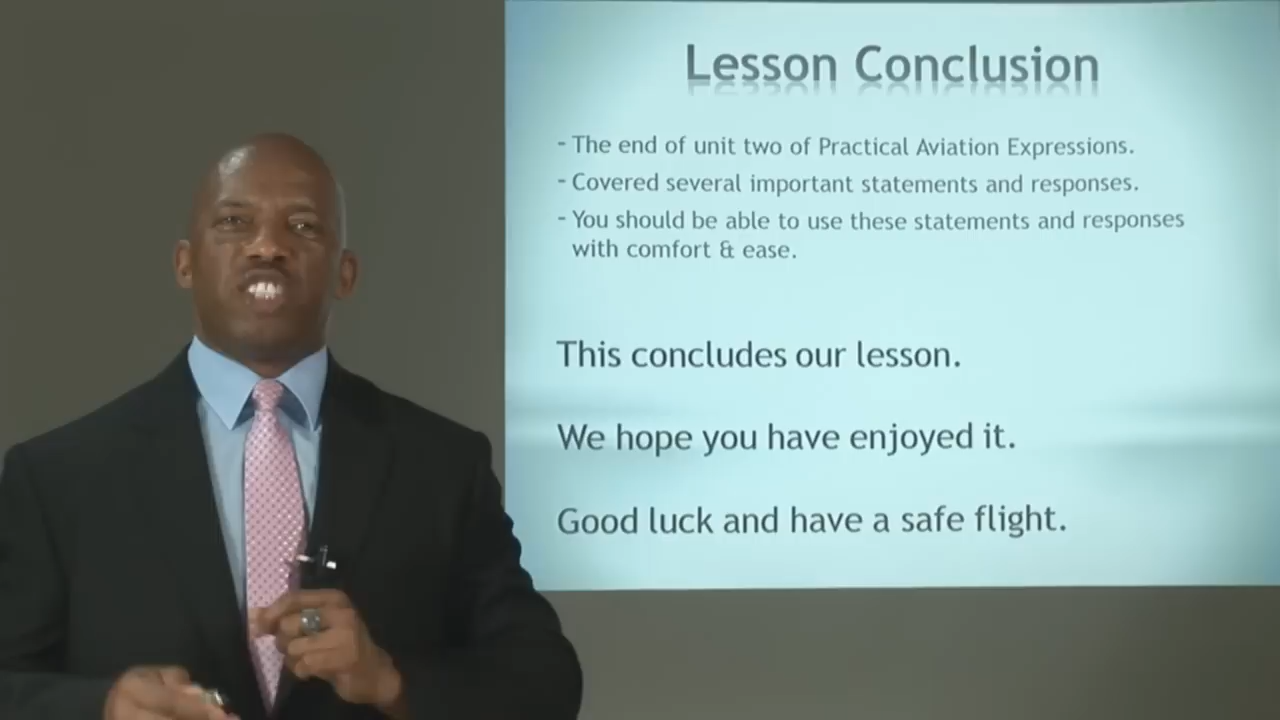 Lesson Conclusion
- The end of unit two of Practical Aviation Expressions.
- Covered several important statements and responses.
- You should be able to use these statements and responses
with comfort & ease.
This concludes our lesson.
We hope you have enjoyed it.
Good luck and have a safe flight.